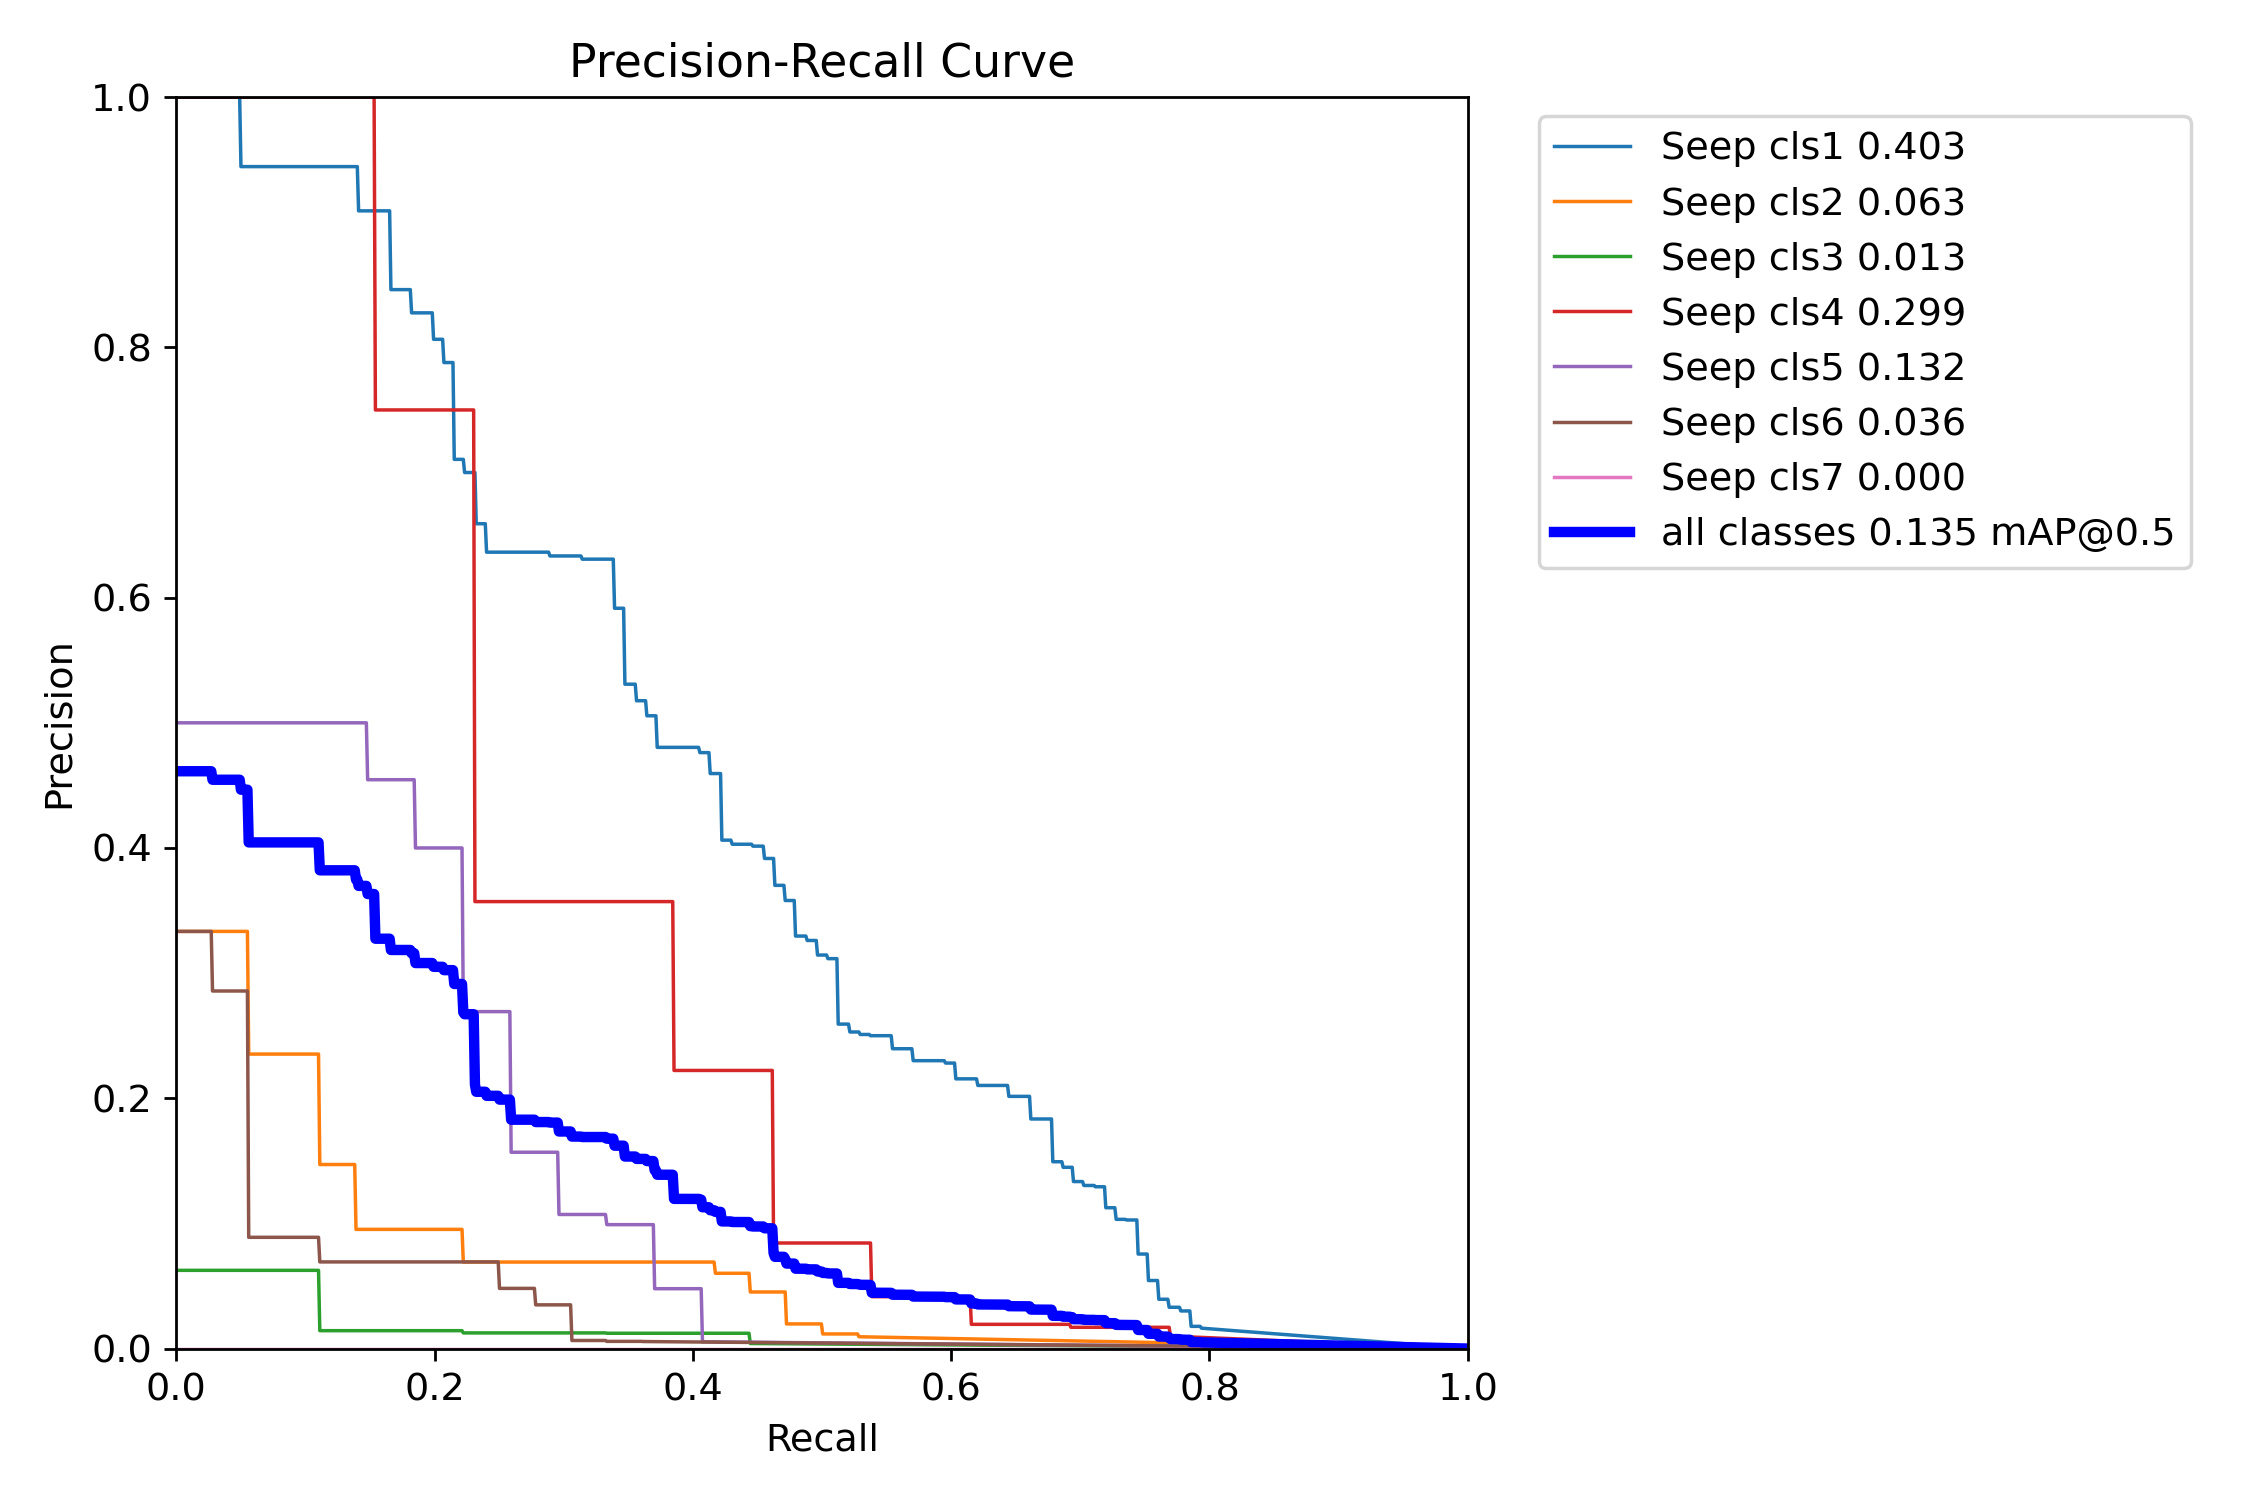 Precision-Recall Curve
1.0
0.8
0.6
0.4
0.2
0.0
Precision
0.0 0.2 0.4 0.6 0.8 1.0
Recall
Seep cls1 0.403
Seep cls2 0.063
Seep cls3 0.013
Seep cls4 0.299
Seep cls5 0.132
Seep cls6 0.036
Seep cls7 0.000
all classes 0.135 mAP@0.5